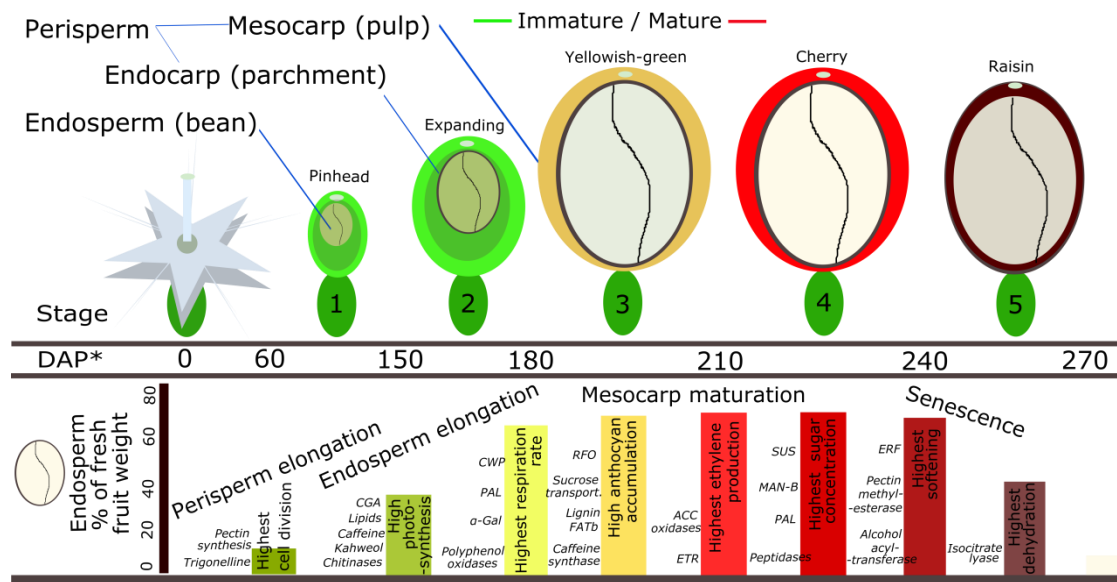 Perisperm
Mesocarp (pulp)
Immature / Mature
Endocarp (parchment)
Endosperm (bean)
Pinhead
Expanding
Yellowish-green
Cherry
Raisin
Stage
1
2
3
4
5
DAP*
0
60
150
180
210
240
270
Endosperm
% of fresh
fruit weight
80
60
40
20
0
Perisperm elongation
Endosperm elongation
Mesocarp maturation
Senescence
Pectin
synthesis
Trigonelline
Highest
cell division
CGA
Lipids
Caffeine
Kahweol
Chitinases
High
photo-
-synthesis
CWP
PAL
α-Gal
Polyphenol
oxidases
Highest respiration
rate
RFO
Sucrose
transport.
Lignin
FATb
Caffeine
synthase
High anthocyan
accumulation
ACC
oxidases
ETR
Highest ethylene
production
SUS
MAN-B
PAL
Peptidases
Highest sugar
concentration
ERF
Pectin
methyl-
-esterase
Alcohol
acyl-
-transferase
Highest
softening
Isocitrate
lyase
Highest
dehydration